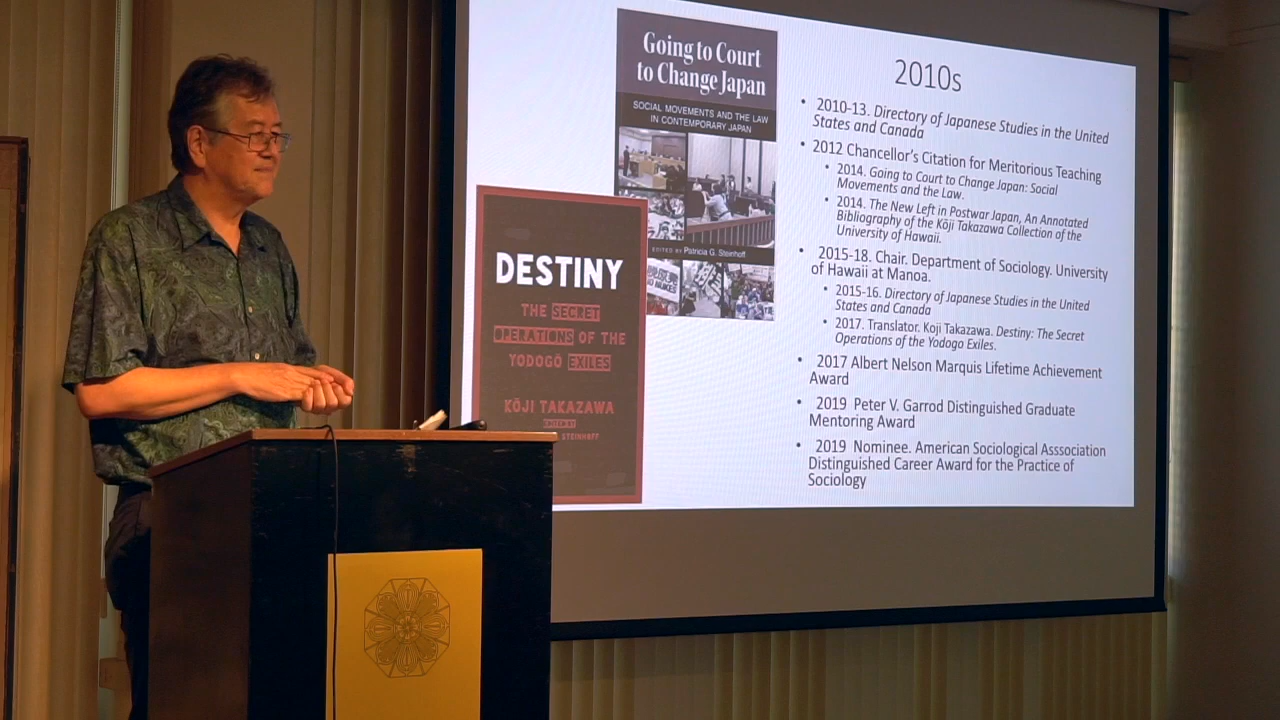 Going to Court
to Change Japan
SOCIAL MOVEMENTS AND THE LAW
IN CONTEMPORARY JAPAN
EDITED BY Patricia G. Steinhoff
DESTINY
THE SECRET
OPERATIONS OF THE
YODOGŌ EXILES
KŌJI TAKAZAWA
EDITED BY
STEINHOFF
2010s
• 2010-13. Directory of Japanese Studies in the United
States and Canada
• 2012 Chancellor's Citation for Meritorious Teaching
• 2014. Going to Court to Change Japan: Social
Movements and the Law.
• 2014. The New Left in Postwar Japan, An Annotated
Bibliography of the Kōji Takazawa Collection of the
University of Hawaii.
• 2015-18. Chair. Department of Sociology. University
of Hawaii at Manoa.
• 2015-16. Directory of Japanese Studies in the United
States and Canada
• 2017. Translator. Koji Takazawa. Destiny: The Secret
Operations of the Yodogo Exiles.
• 2017 Albert Nelson Marquis Lifetime Achievement
Award
• 2019 Peter V. Garrod Distinguished Graduate
Mentoring Award
• 2019 Nominee. American Sociological Asssociation
Distinguished Career Award for the Practice of
Sociology